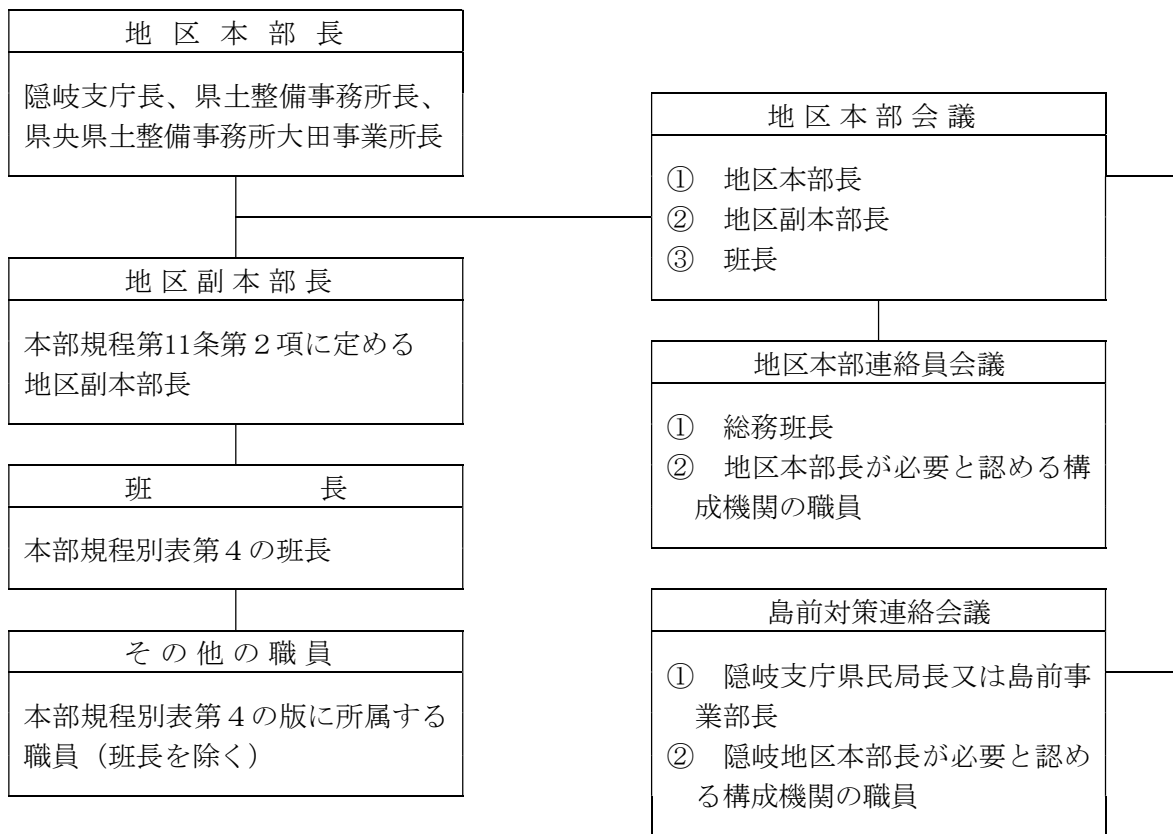 地区本部長
隠岐支庁長、県土整備事務所長、
県央県土整備事務所大田事業所長
地区副本部長
本部規程第11条第２項に定める
地区副本部長
班長
本部規程別表第４の班長
その他の職員
本部規程別表第４の版に所属する
職員（班長を除く）
地区本部会議
①　地区本部長
②　地区副本部長
③　班長
地区本部連絡員会議
①　総務班長
②　地区本部長が必要と認める構
成機関の職員
島前対策連絡会議
①　隠岐支庁県民局長又は島前事
業部長
②　隠岐地区本部長が必要と認め
る構成機関の職員